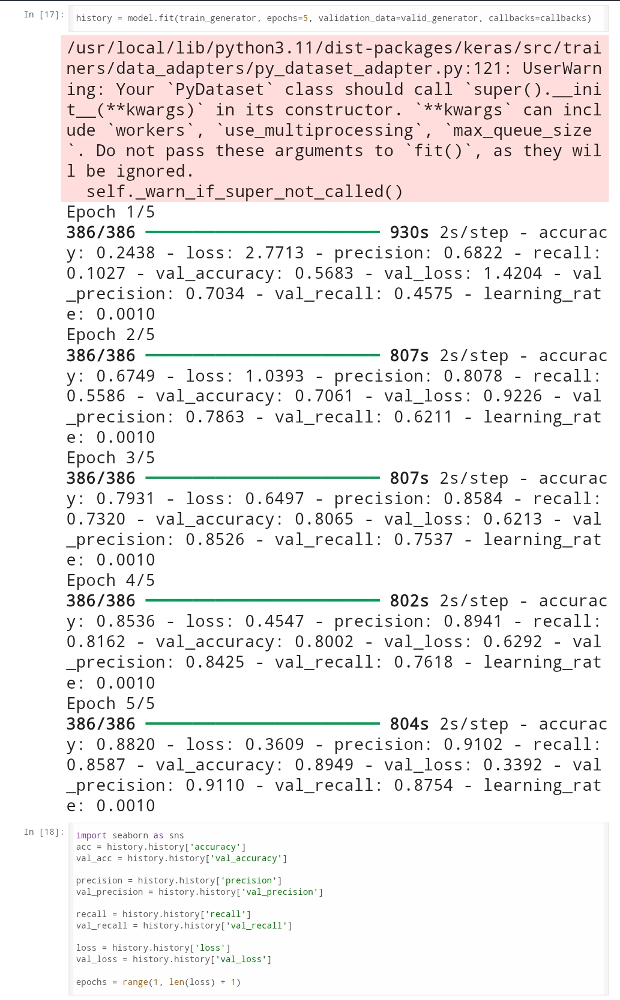 In [17]:
history = model.fit(train_generator, epochs=5, validation_data=valid_generator, callbacks=callbacks)
/usr/local/lib/python3.11/dist-packages/keras/src/trai
ners/data_adapters/py_dataset_adapter.py:121: UserWarn
ing: Your `PyDataset` class should call `super().__ini
t__(**kwargs)` in its constructor. `**kwargs` can incl
ude `workers`, `use_multiprocessing`, `max_queue_size
`. Do not pass these arguments to `fit()`, as they wil
l be ignored.
  self._warn_if_super_not_called()
Epoch 1/5
386/386 ━━━━━━━━━━━━━━━━━━━━ 930s 2s/step - accurac
y: 0.2438 - loss: 2.7713 - precision: 0.6822 - recall:
0.1027 - val_accuracy: 0.5683 - val_loss: 1.4204 - val
_precision: 0.7034 - val_recall: 0.4575 - learning_rat
e: 0.0010
Epoch 2/5
386/386 ━━━━━━━━━━━━━━━━━━━━ 807s 2s/step - accurac
y: 0.6749 - loss: 1.0393 - precision: 0.8078 - recall:
0.5586 - val_accuracy: 0.7061 - val_loss: 0.9226 - val
_precision: 0.7863 - val_recall: 0.6211 - learning_rat
e: 0.0010
Epoch 3/5
386/386 ━━━━━━━━━━━━━━━━━━━━ 807s 2s/step - accurac
y: 0.7931 - loss: 0.6497 - precision: 0.8584 - recall:
0.7320 - val_accuracy: 0.8065 - val_loss: 0.6213 - val
_precision: 0.8526 - val_recall: 0.7537 - learning_rat
e: 0.0010
Epoch 4/5
386/386 ━━━━━━━━━━━━━━━━━━━━ 802s 2s/step - accurac
y: 0.8536 - loss: 0.4547 - precision: 0.8941 - recall:
0.8162 - val_accuracy: 0.8002 - val_loss: 0.6292 - val
_precision: 0.8425 - val_recall: 0.7618 - learning_rat
e: 0.0010
Epoch 5/5
386/386 ━━━━━━━━━━━━━━━━━━━━ 804s 2s/step - accurac
y: 0.8820 - loss: 0.3609 - precision: 0.9102 - recall:
0.8587 - val_accuracy: 0.8949 - val_loss: 0.3392 - val
_precision: 0.9110 - val_recall: 0.8754 - learning_rat
e: 0.0010
In [18]:
import seaborn as sns
acc = history.history['accuracy']
val_acc = history.history['val_accuracy']
precision = history.history['precision']
val_precision = history.history['val_precision']
recall = history.history['recall']
val_recall = history.history['val_recall']
loss = history.history['loss']
val_loss = history.history['val_loss']
epochs = range(1, len(loss) + 1)